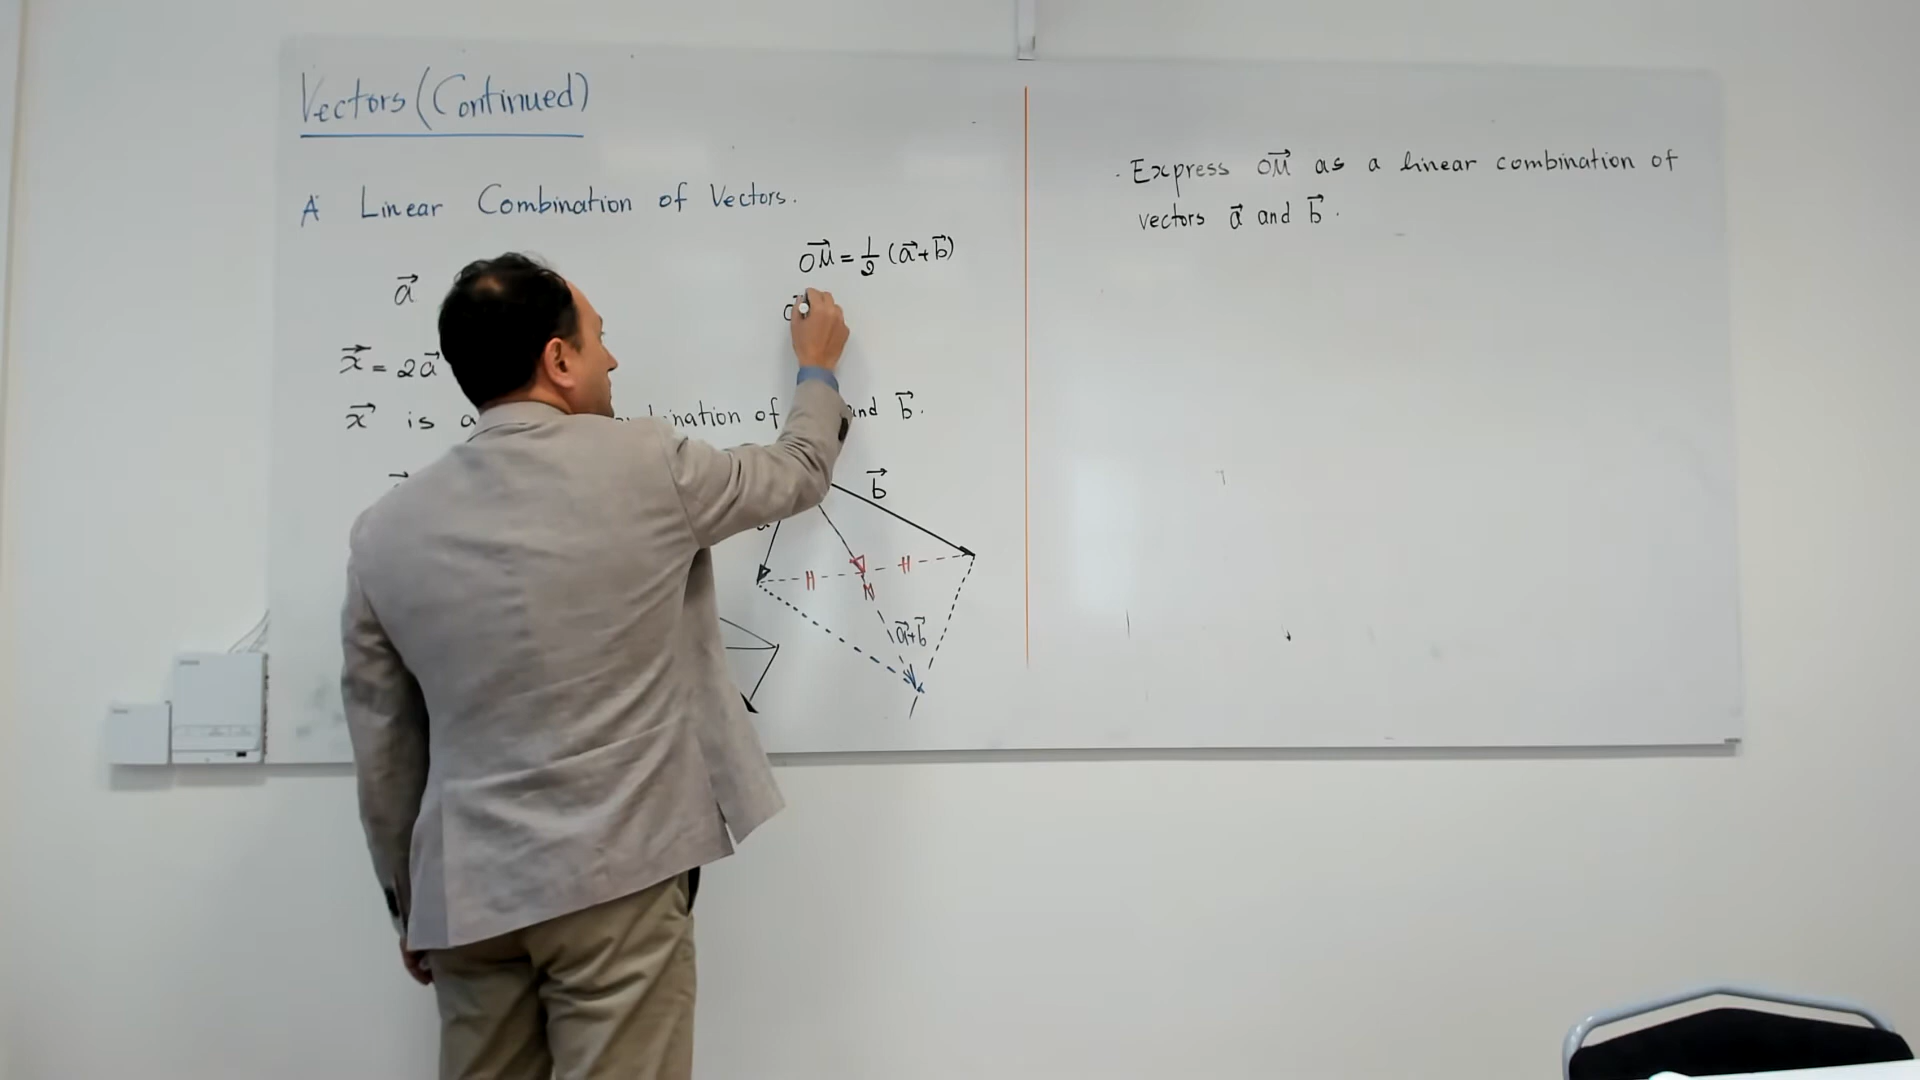 Vectors (Continued)
A Linear Combination of Vectors.
a⃗
OM⃗ = 1/2 (a⃗+b⃗)
x⃗ = 2a⃗
x⃗ is a
nation of
and b⃗.
b⃗
M
a⃗+b⃗
· Express OM⃗ as a linear combination of
vectors a⃗ and b⃗.